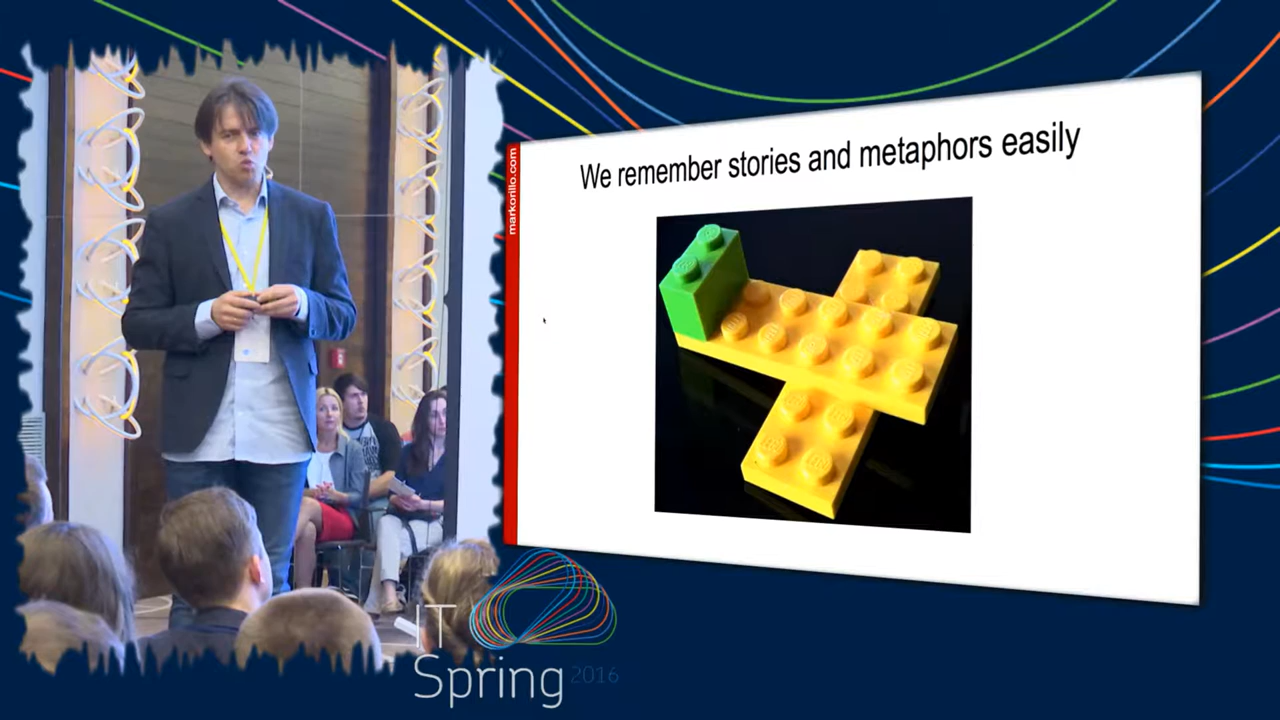 We remember stories and metaphors easily
markorillo.com
IT
Spring 2016